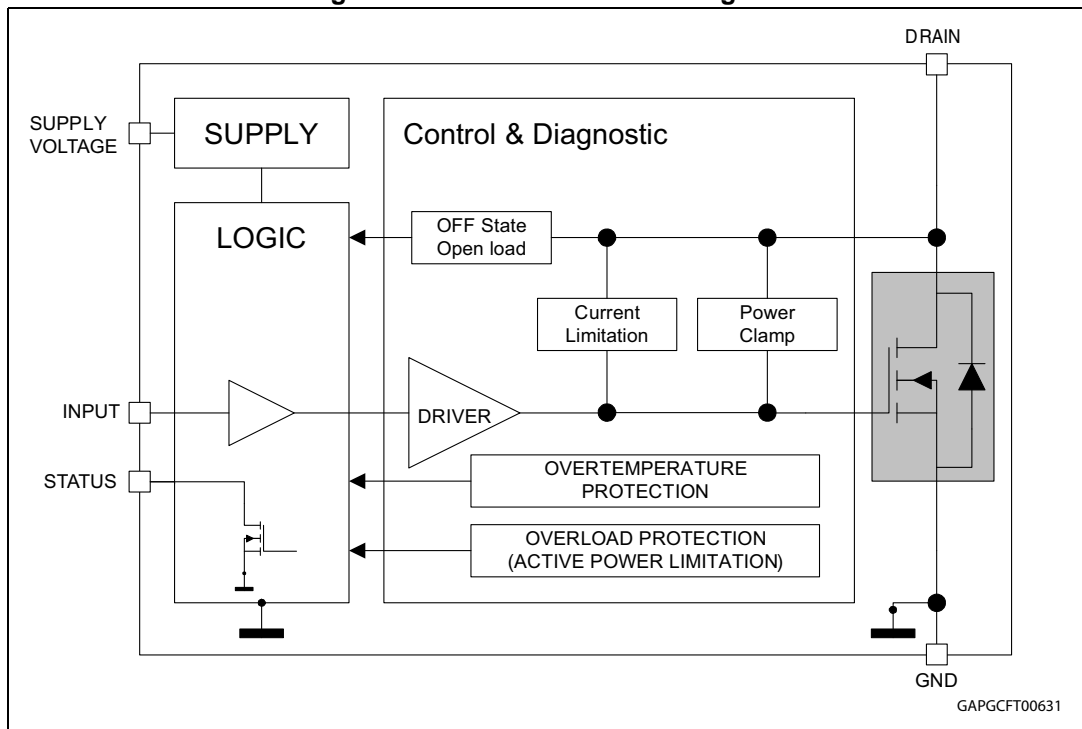 DRAIN
SUPPLY
VOLTAGE
SUPPLY
Control & Diagnostic
LOGIC
OFF State
Open load
Current
Limitation
Power
Clamp
INPUT
DRIVER
STATUS
OVERTEMPERATURE
PROTECTION
OVERLOAD PROTECTION
(ACTIVE POWER LIMITATION)
GND
GAPGCFT00631